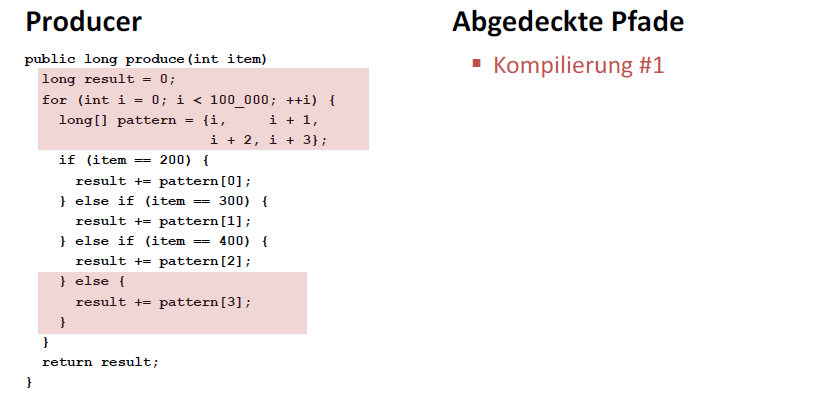 Producer
public long produce(int item)
long result = 0;
for (int i = 0; i < 100_000; ++i) {
long[] pattern = {i, i + 1,
i + 2, i + 3};
if (item == 200) {
result += pattern[0];
} else if (item == 300) {
result += pattern[1];
} else if (item == 400) {
result += pattern[2];
} else {
result += pattern[3];
}
}
return result;
}
Abgedeckte Pfade
▪ Kompilierung #1